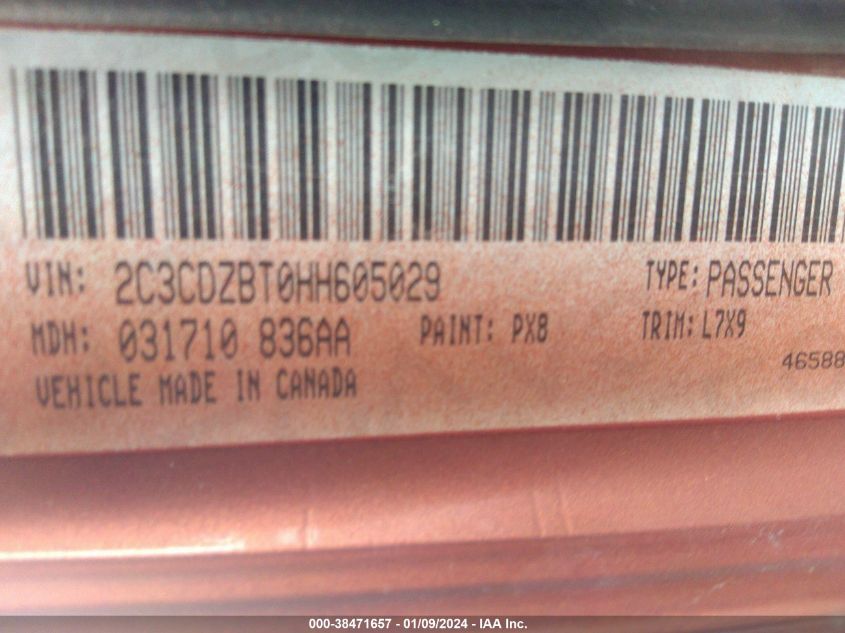 VIN: 2C3CDZBT0HH605029 TYPE: PASSENGER
MDH: 031710 836AA PAINT: PX8 TRIM: L7X9
46588
VEHICLE MADE IN CANADA
000-38471657 - 01/09/2024 - IAA Inc.